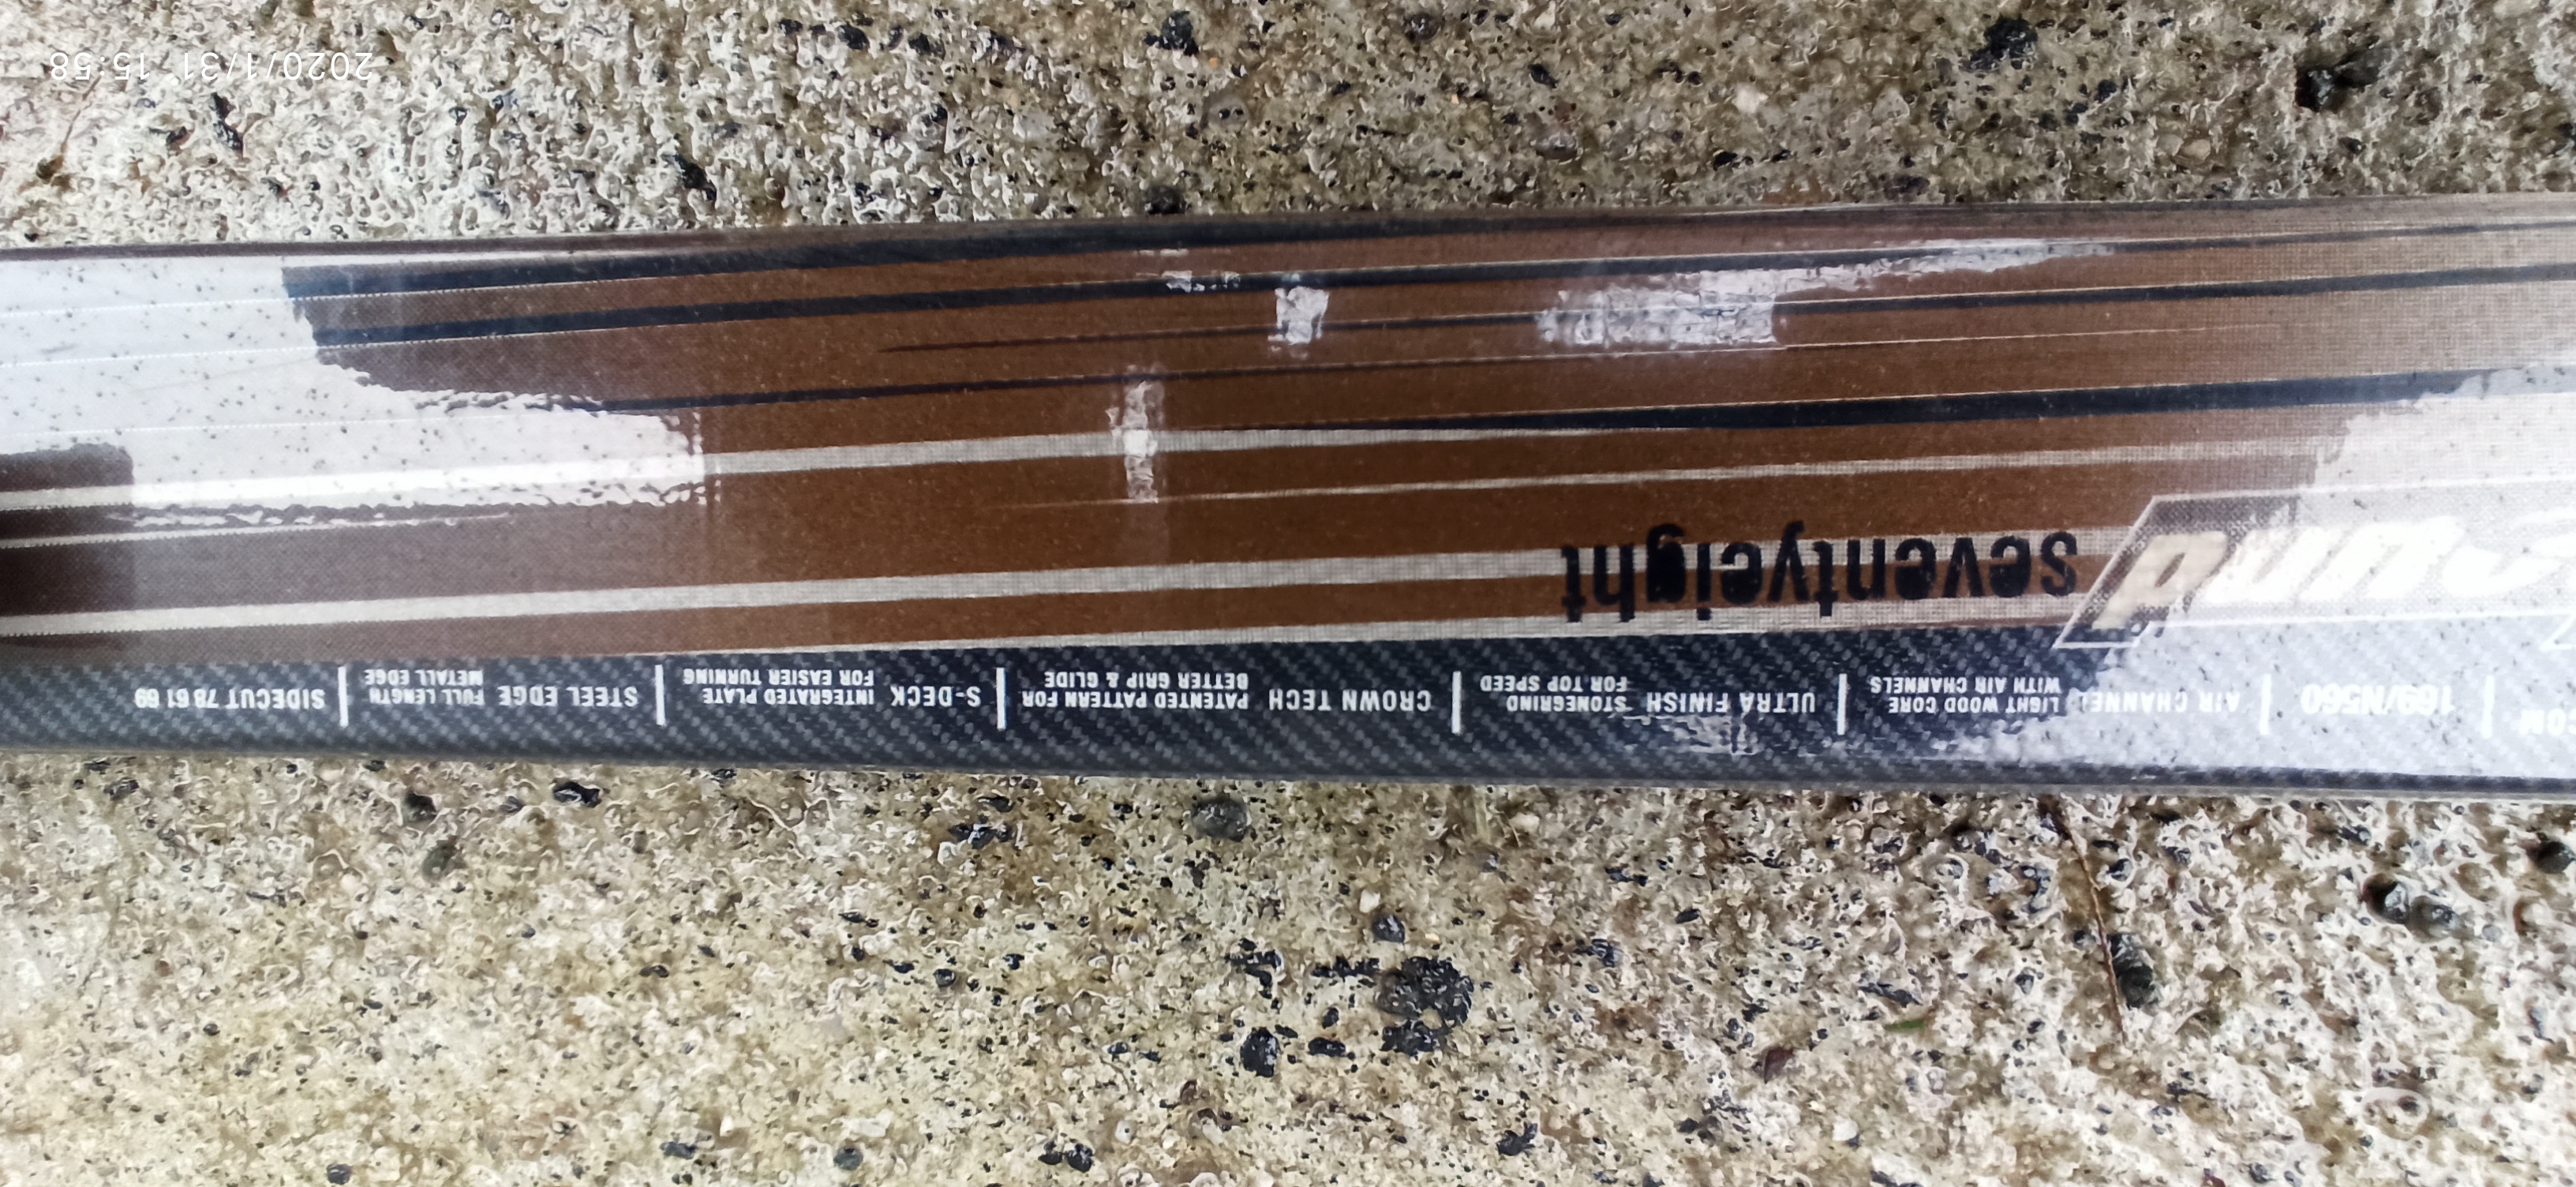 169/N560
AIR CHANNEL
LIGHT WOOD CORE
WITH AIR CHANNELS
ULTRA FINISH
STONEGRIND
FOR TOP SPEED
CROWN TECH
PATENTED PATTERN FOR
BETTER GRIP & GLIDE
S-DECK
INTEGRATED PLATE
FOR EASIER TURNING
STEEL EDGE
FULL LENGTH
METALL EDGE
SIDECUT 78 61 69
und seventyeight
2020/1/31 15:58